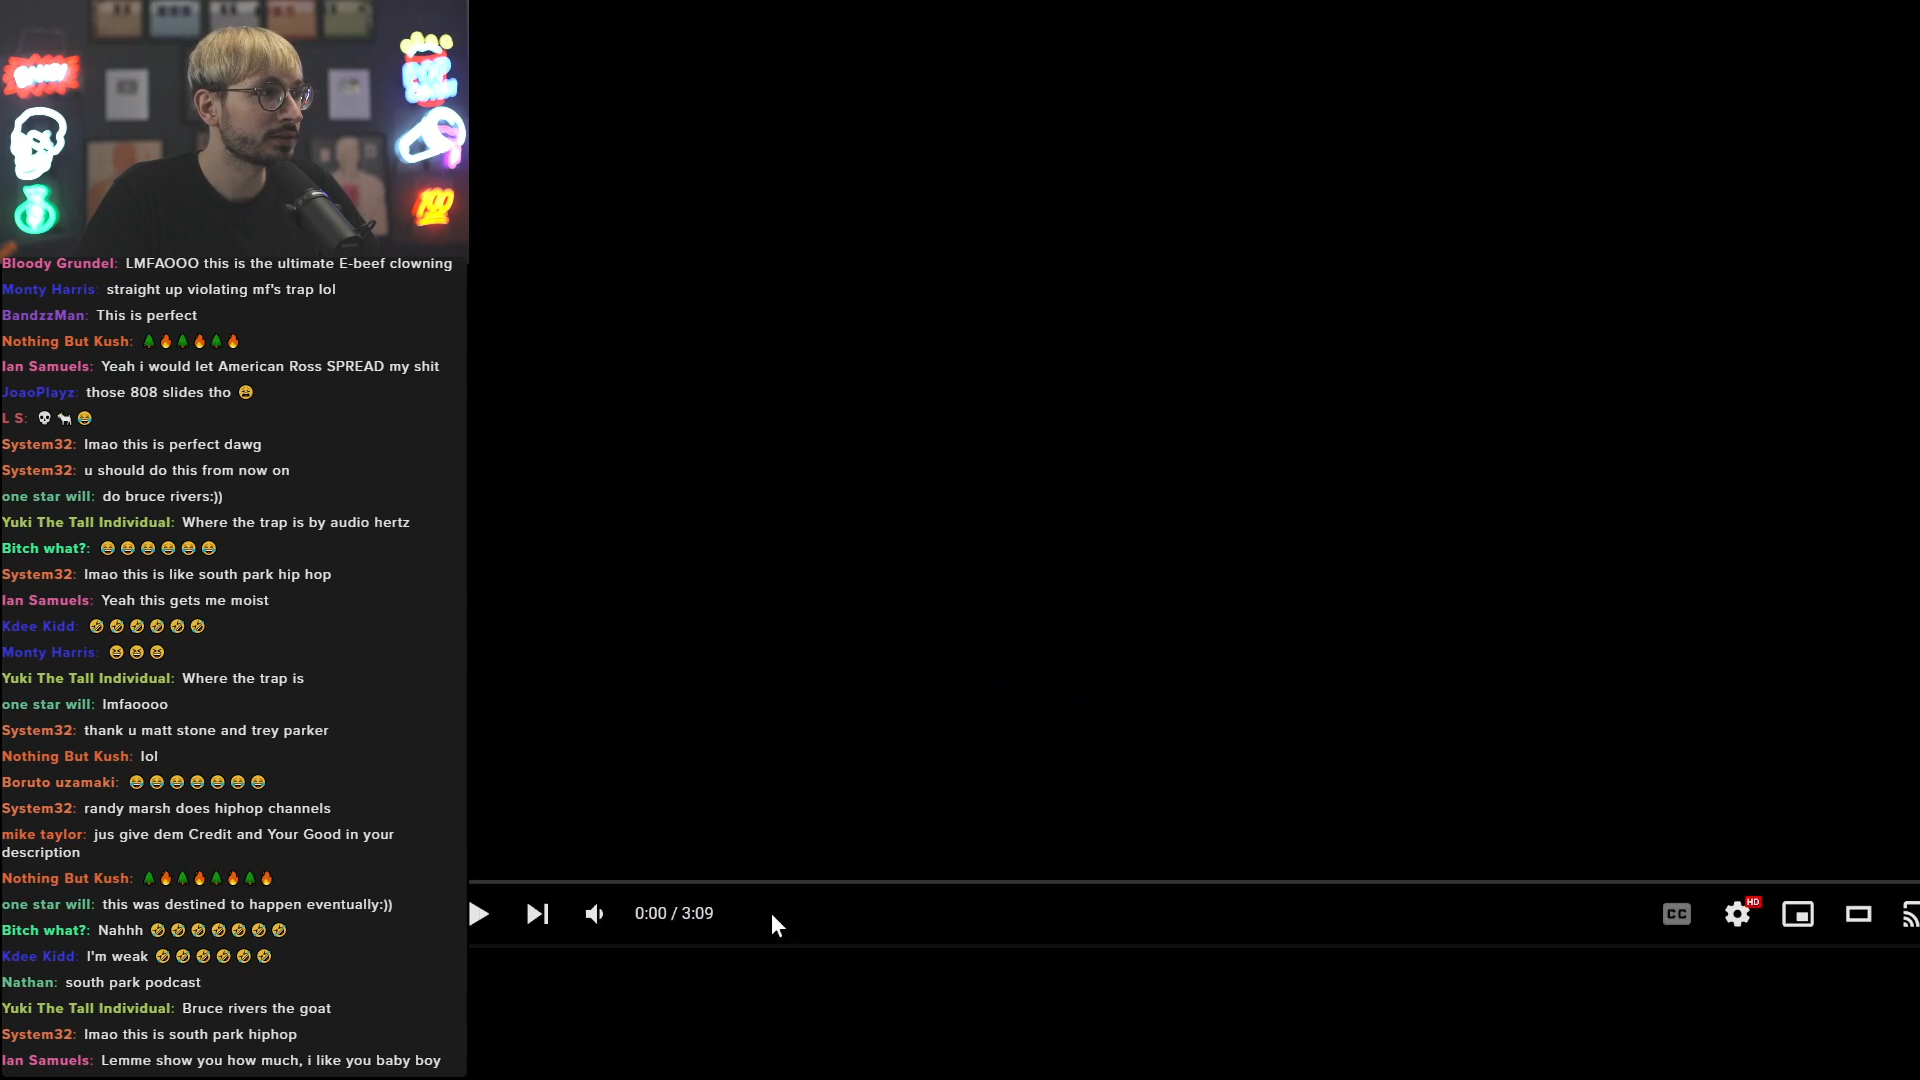 POP
100
Bloody Grundel: LMFAOOO this is the ultimate E-beef clowning
Monty Harris: straight up violating mf's trap lol
BandzzMan: This is perfect
Nothing But Kush: 🌲🔥🌲🔥🌲🔥
Ian Samuels: Yeah i would let American Ross SPREAD my shit
JoaoPlayz: those 808 slides tho 😩
L S: 💀🐐😂
System32: lmao this is perfect dawg
System32: u should do this from now on
one star will: do bruce rivers:))
Yuki The Tall Individual: Where the trap is by audio hertz
Bitch what?: 😂😂😂😂😂😂
System32: lmao this is like south park hip hop
Ian Samuels: Yeah this gets me moist
Kdee Kidd: 🤣🤣🤣🤣🤣🤣
Monty Harris: 😆😆😆
Yuki The Tall Individual: Where the trap is
one star will: lmfaoooo
System32: thank u matt stone and trey parker
Nothing But Kush: lol
Boruto uzamaki: 😂😂😂😂😂😂😂
System32: randy marsh does hiphop channels
mike taylor: jus give dem Credit and Your Good in your
description
Nothing But Kush: 🌲🔥🌲🔥🌲🔥🌲🔥
one star will: this was destined to happen eventually:))
Bitch what?: Nahhh 🤣🤣🤣🤣🤣🤣🤣
Kdee Kidd: I'm weak 🤣🤣🤣🤣🤣🤣
Nathan: south park podcast
Yuki The Tall Individual: Bruce rivers the goat
System32: lmao this is south park hiphop
Ian Samuels: Lemme show you how much, i like you baby boy
0:00 / 3:09
CC
HD